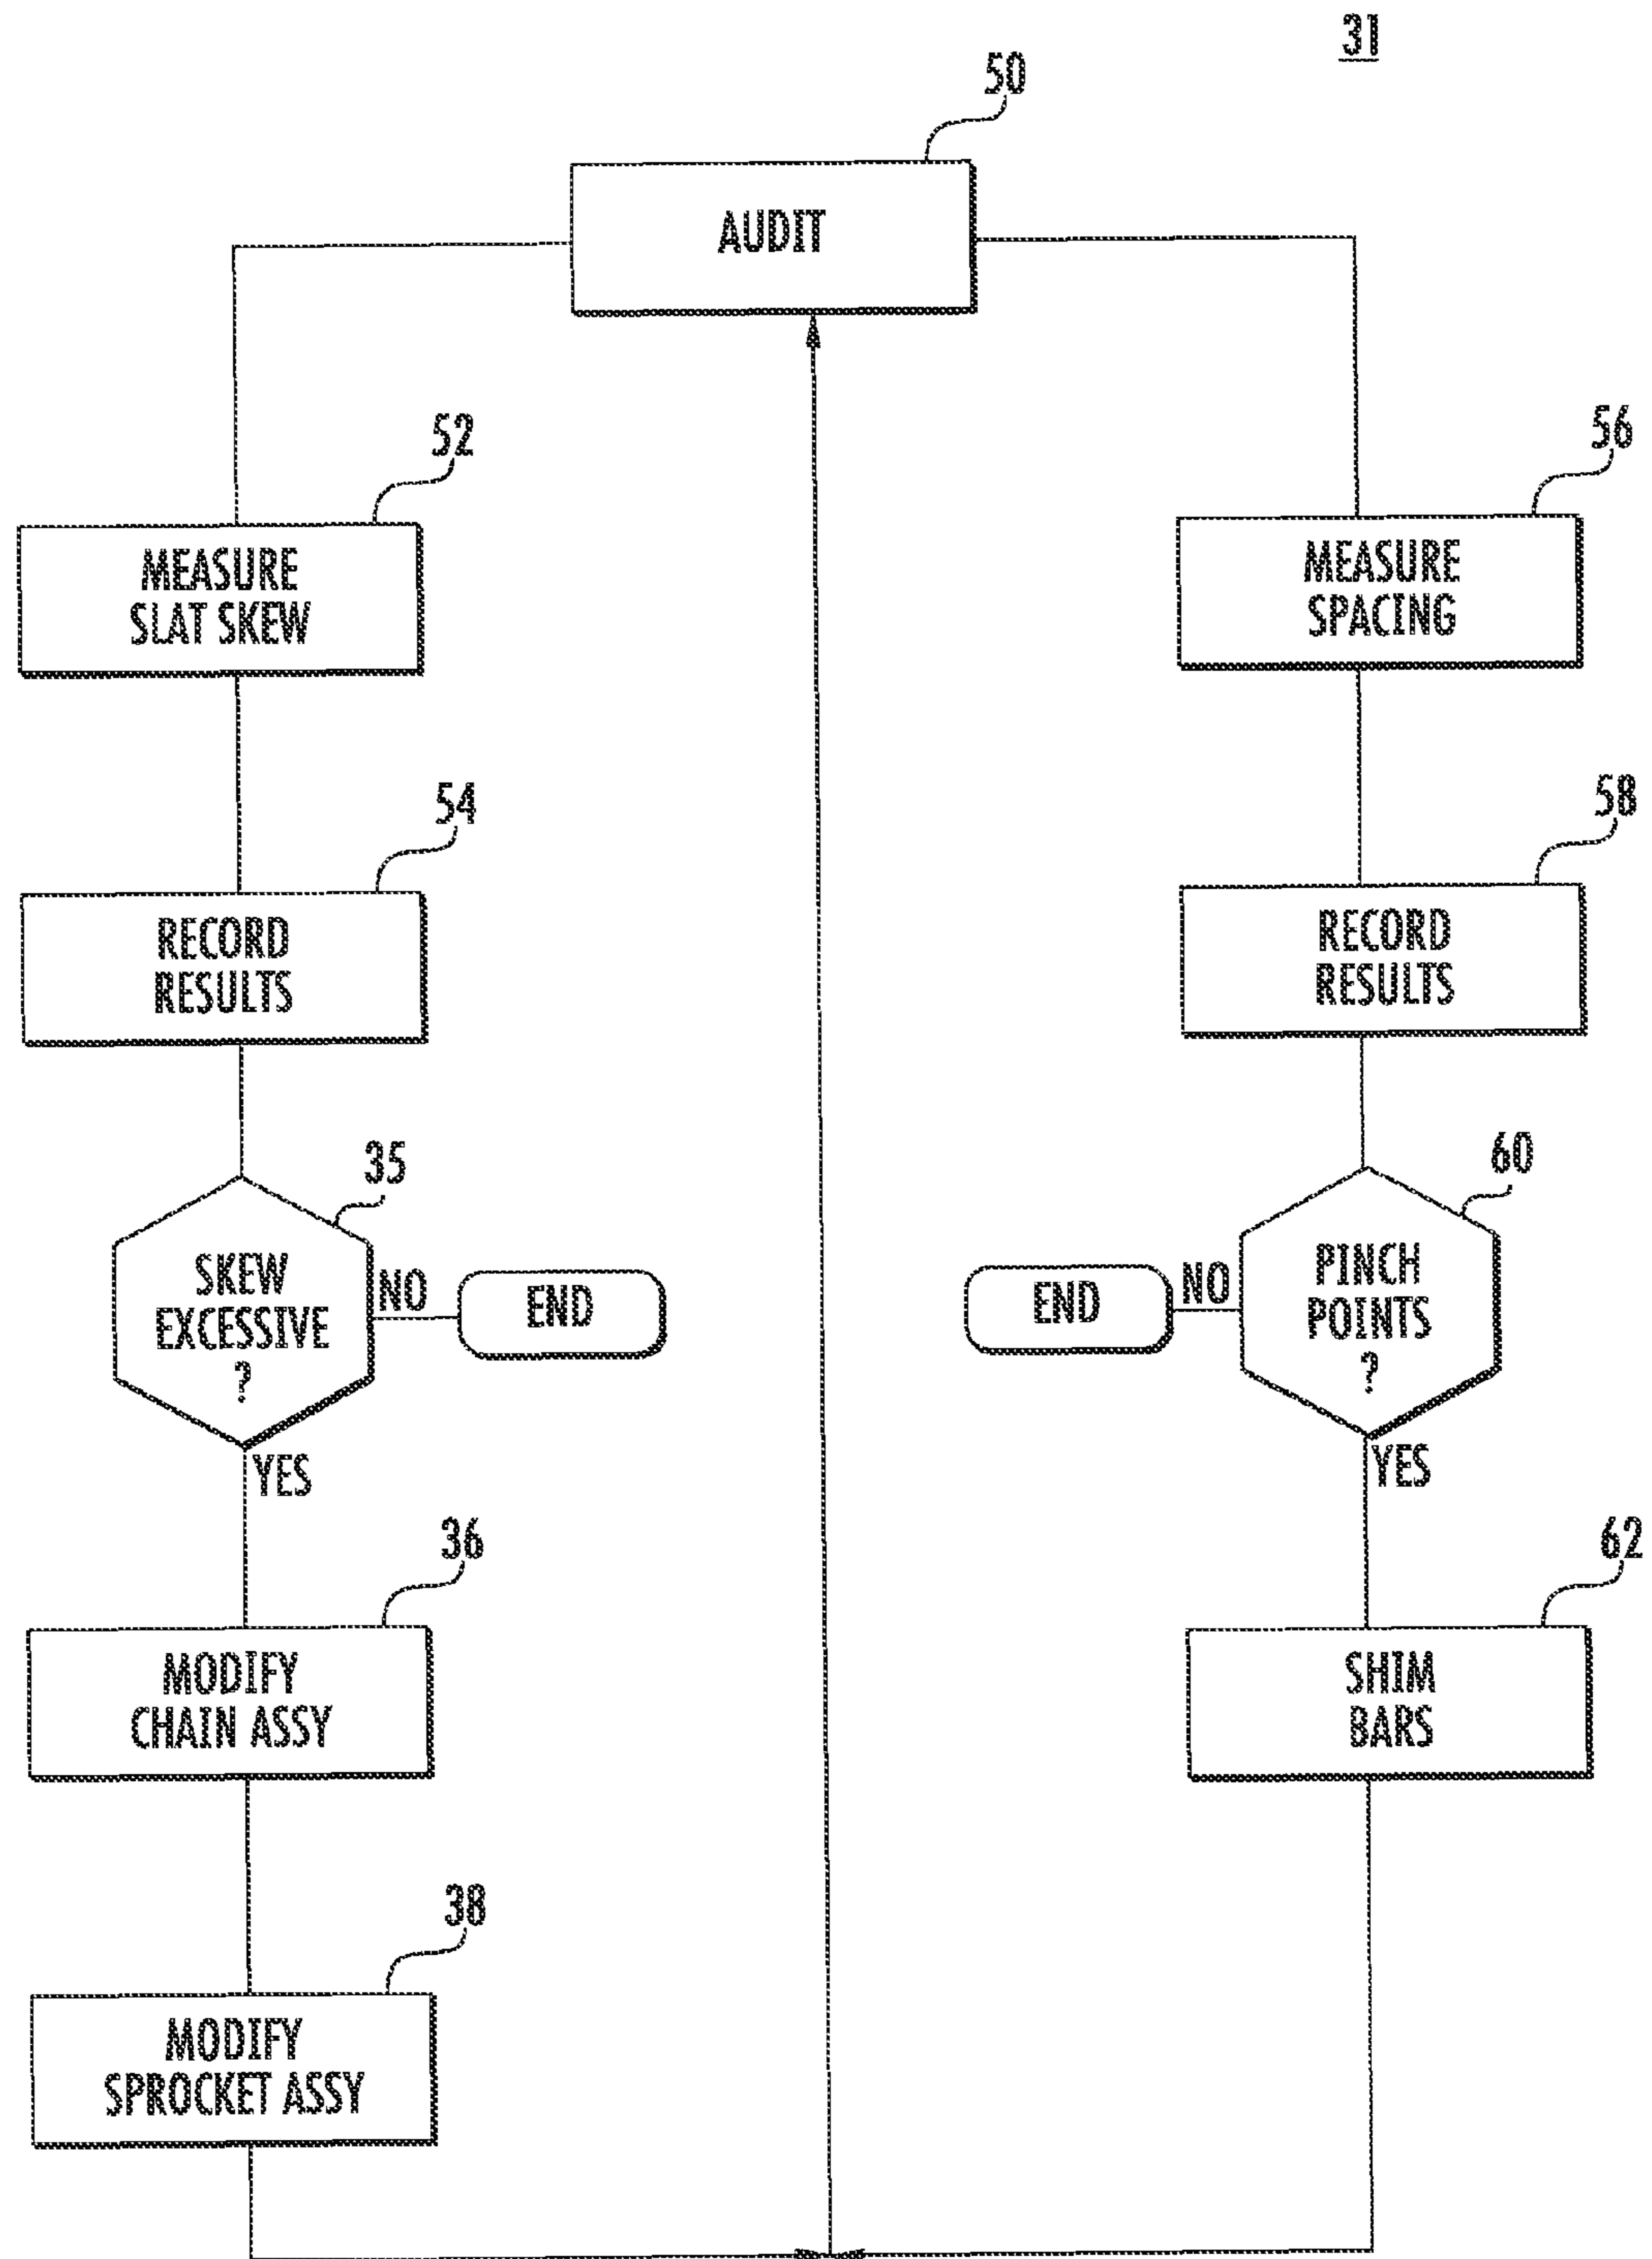 31
50
AUDIT
52
MEASURE
SLAT SKEW
54
RECORD
RESULTS
35
SKEW
EXCESSIVE
?
NO
END
YES
36
MODIFY
CHAIN ASSY
38
MODIFY
SPROCKET ASSY
56
MEASURE
SPACING
58
RECORD
RESULTS
60
PINCH
POINTS
?
NO
END
YES
62
SHIM
BARS